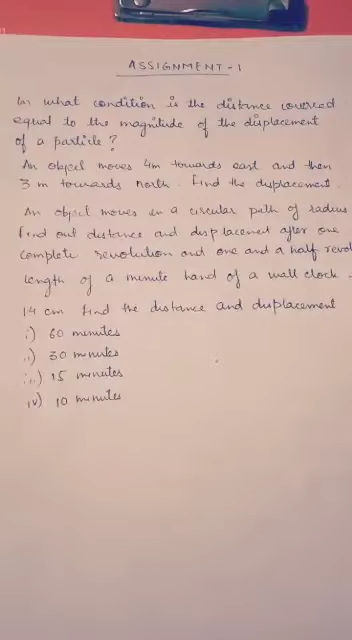 ASSIGNMENT-1
In what condition is the distance covered
equal to the magnitude of the displacement
of a particle?
An object moves 4m towards east and then
3 m towards north. Find the displacement.
An object moves in a circular path of radius
find out distance and displacement after one
complete revolution and one and a half revol
length of a minute hand of a wall clock
14 cm find the distance and displacement
i) 60 minutes
ii) 30 minutes
iii) 15 minutes
iv) 10 minutes